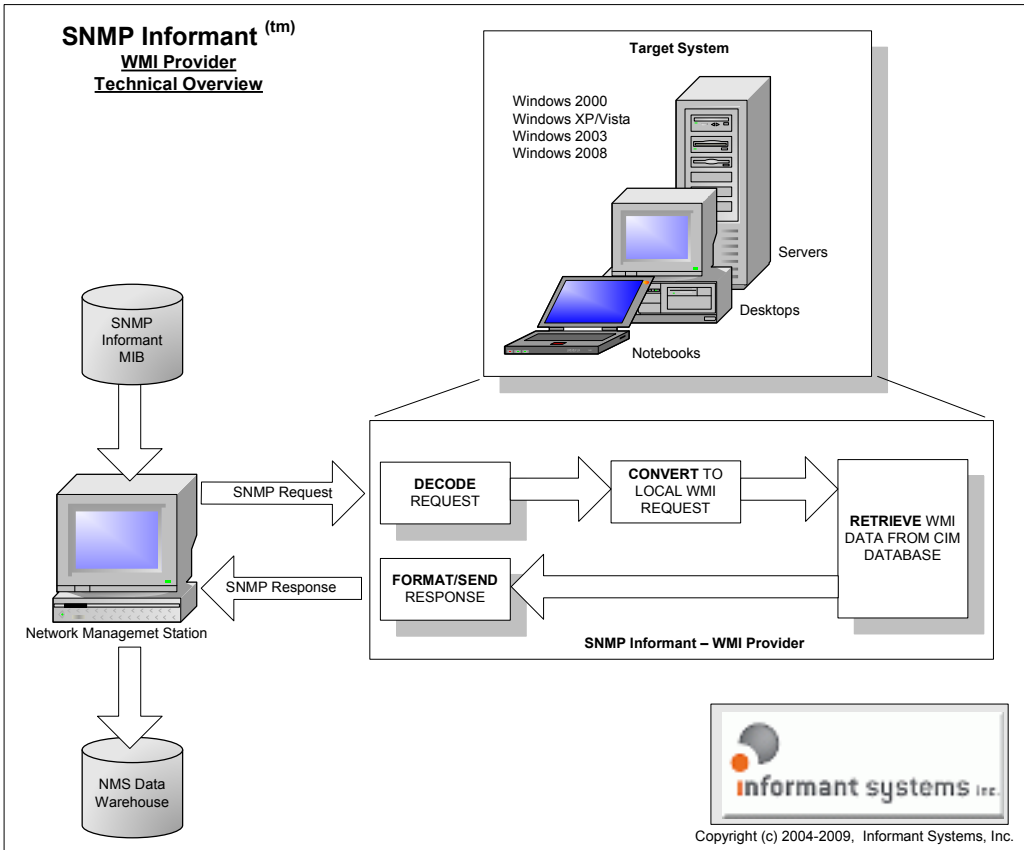 SNMP Informant (tm)
WMI Provider
Technical Overview
Target System
Windows 2000
Windows XP/Vista
Windows 2003
Windows 2008
Servers
Desktops
Notebooks
SNMP
Informant
MIB
SNMP Request
SNMP Response
Network Managemet Station
DECODE
REQUEST
CONVERT TO
LOCAL WMI
REQUEST
RETRIEVE WMI
DATA FROM CIM
DATABASE
FORMAT/SEND
RESPONSE
SNMP Informant – WMI Provider
NMS Data
Warehouse
informant systems inc.
Copyright (c) 2004-2009, Informant Systems, Inc.